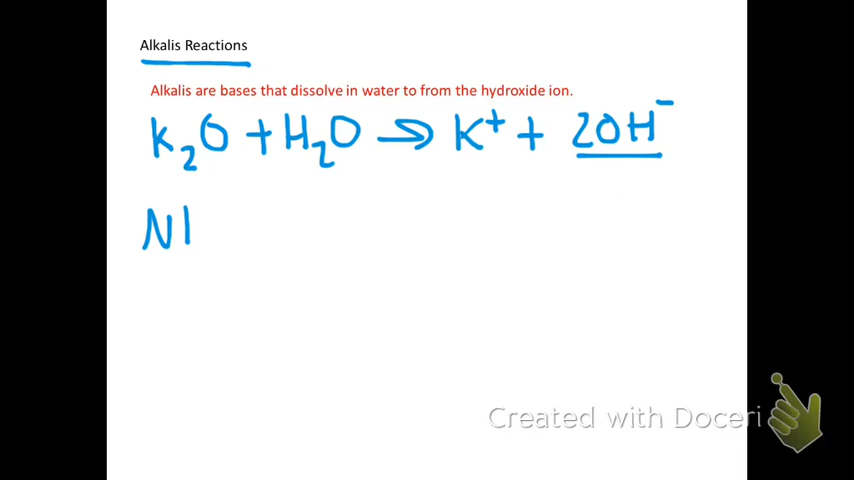 Alkalis Reactions
Alkalis are bases that dissolve in water to from the hydroxide ion.
K₂O + H₂O → K⁺ + 2OH⁻
N
Created with Doceri